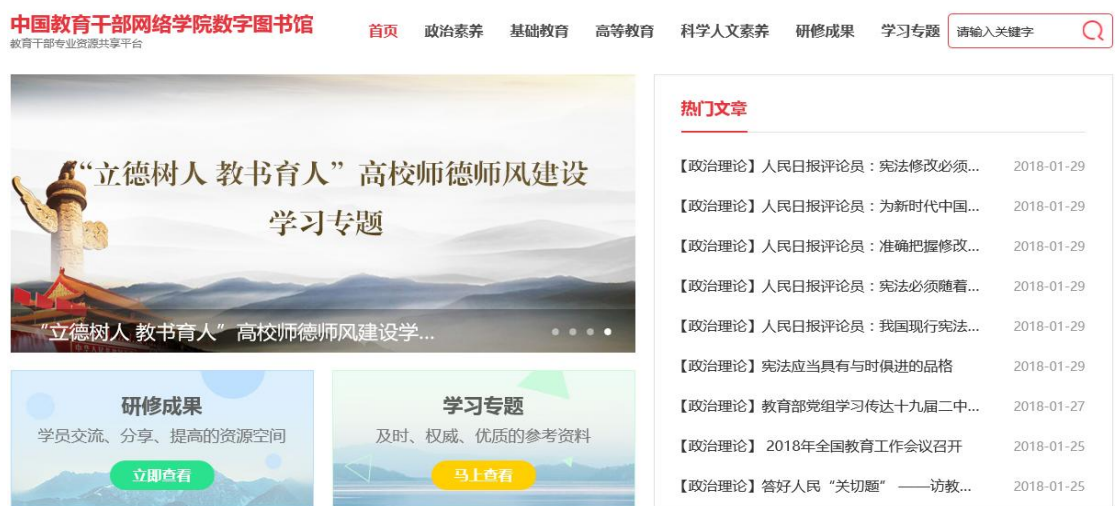 中国教育干部网络学院数字图书馆
教育干部专业资源共享平台
首页 政治素养 基础教育 高等教育 科学人文素养 研修成果 学习专题 请输入关键字
“立德树人 教书育人”高校师德师风建设
学习专题
“立德树人 教书育人”高校师德师风建设学...
研修成果
学员交流、分享、提高的资源空间
立即查看
学习专题
及时、权威、优质的参考资料
马上查看
热门文章
【政治理论】人民日报评论员：宪法修改必须... 2018-01-29
【政治理论】人民日报评论员：为新时代中国... 2018-01-29
【政治理论】人民日报评论员：准确把握修改... 2018-01-29
【政治理论】人民日报评论员：宪法必须随着... 2018-01-29
【政治理论】人民日报评论员：我国现行宪法... 2018-01-29
【政治理论】宪法应当具有与时俱进的品格 2018-01-29
【政治理论】教育部党组学习传达十九届二中... 2018-01-27
【政治理论】 2018年全国教育工作会议召开 2018-01-25
【政治理论】答好人民“关切题” ——访教... 2018-01-25